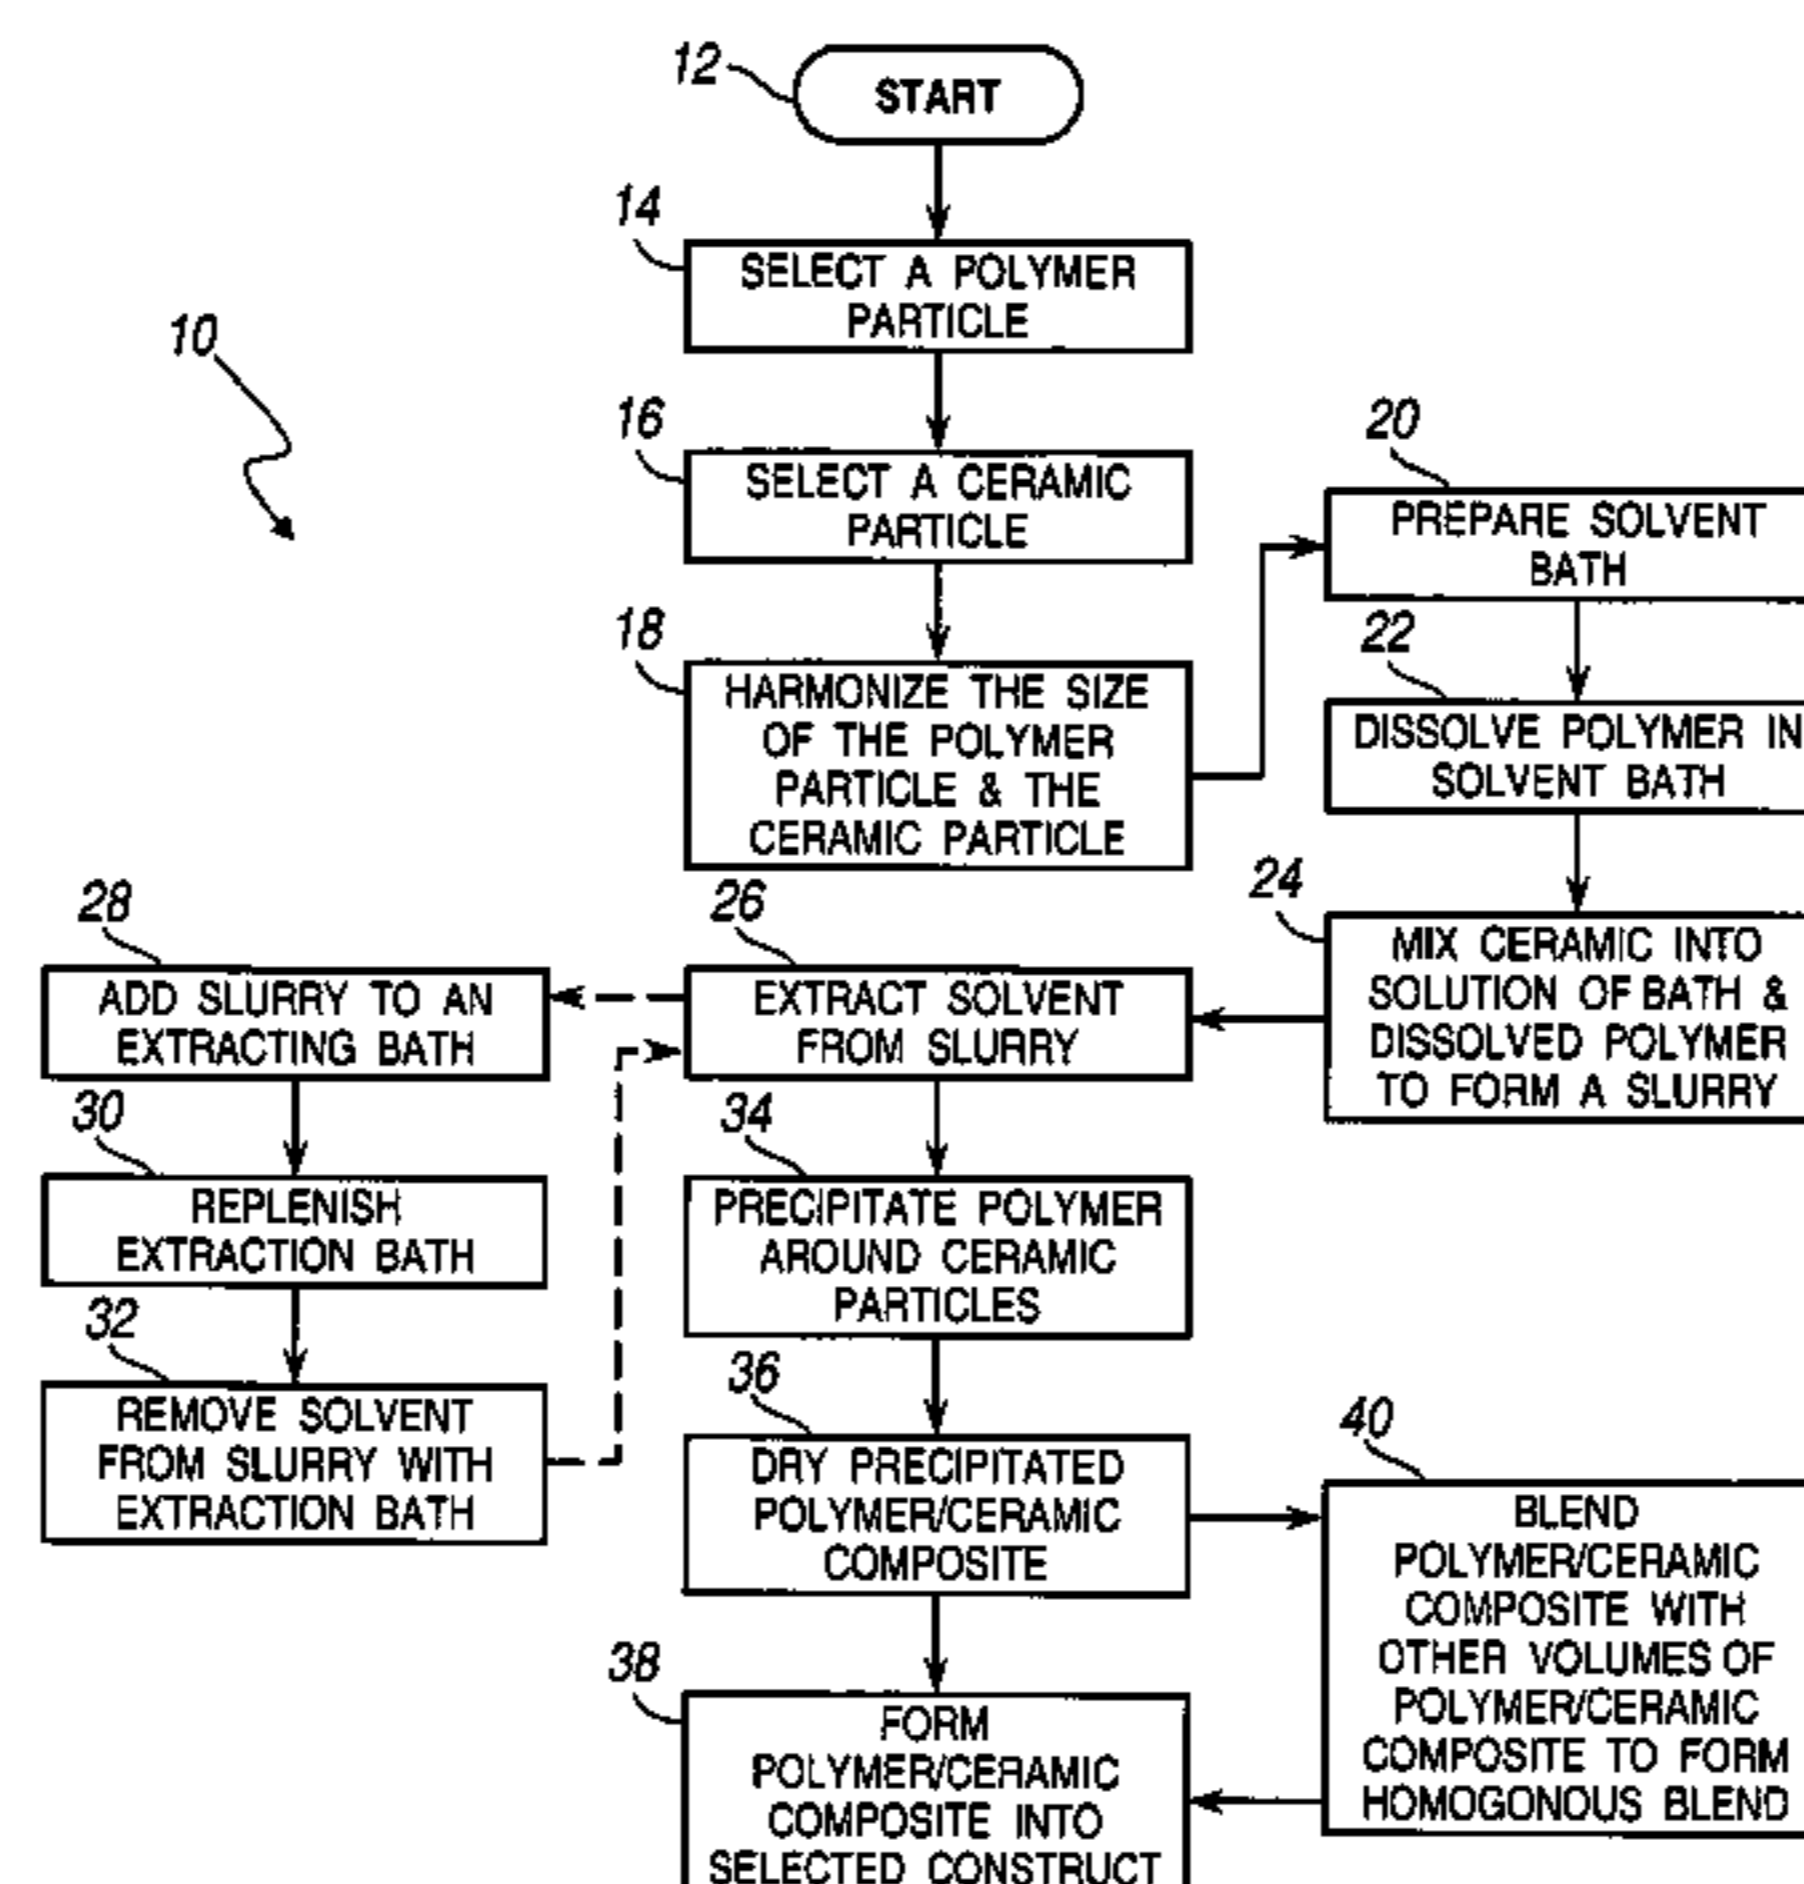 12
START
14
SELECT A POLYMER
PARTICLE
10
16
SELECT A CERAMIC
PARTICLE
20
PREPARE SOLVENT
BATH
18
HARMONIZE THE SIZE
OF THE POLYMER
PARTICLE & THE
CERAMIC PARTICLE
22
DISSOLVE POLYMER IN
SOLVENT BATH
24
MIX CERAMIC INTO
SOLUTION OF BATH &
DISSOLVED POLYMER
TO FORM A SLURRY
26
EXTRACT SOLVENT
FROM SLURRY
28
ADD SLURRY TO AN
EXTRACTING BATH
30
REPLENISH
EXTRACTION BATH
32
REMOVE SOLVENT
FROM SLURRY WITH
EXTRACTION BATH
34
PRECIPITATE POLYMER
AROUND CERAMIC
PARTICLES
36
DRY PRECIPITATED
POLYMER/CERAMIC
COMPOSITE
40
BLEND
POLYMER/CERAMIC
COMPOSITE WITH
OTHER VOLUMES OF
POLYMER/CERAMIC
COMPOSITE TO FORM
HOMOGONOUS BLEND
38
FORM
POLYMER/CERAMIC
COMPOSITE INTO
SELECTED CONSTRUCT